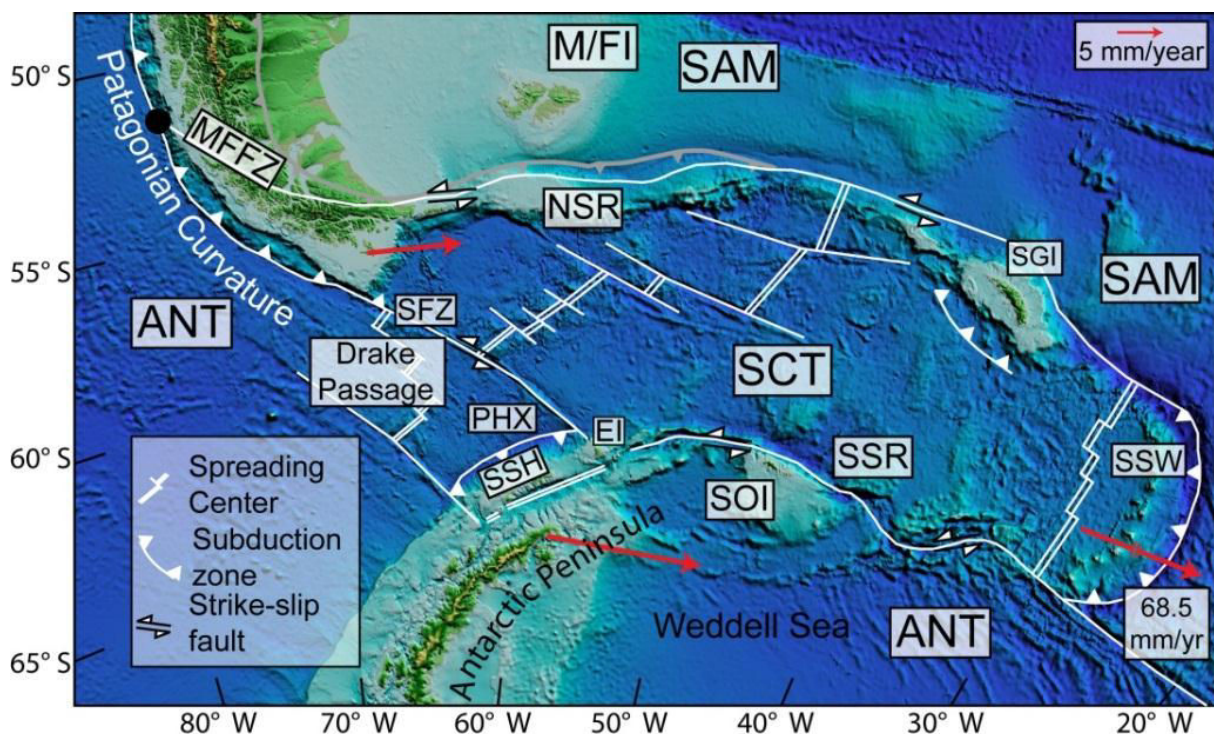 50° S
55° S
60° S
65° S
M/FI
SAM
5 mm/year
Patagonian Curvature
MFFZ
NSR
SGI
SAM
ANT
SFZ
Drake
Passage
SCT
PHX
EI
SSH
SSR
SSW
SOI
Spreading
Center
Subduction
zone
Strike-slip
fault
Antarctic Peninsula
Weddell Sea
ANT
68.5
mm/yr
80° W
70° W
60° W
50° W
40° W
30° W
20° W